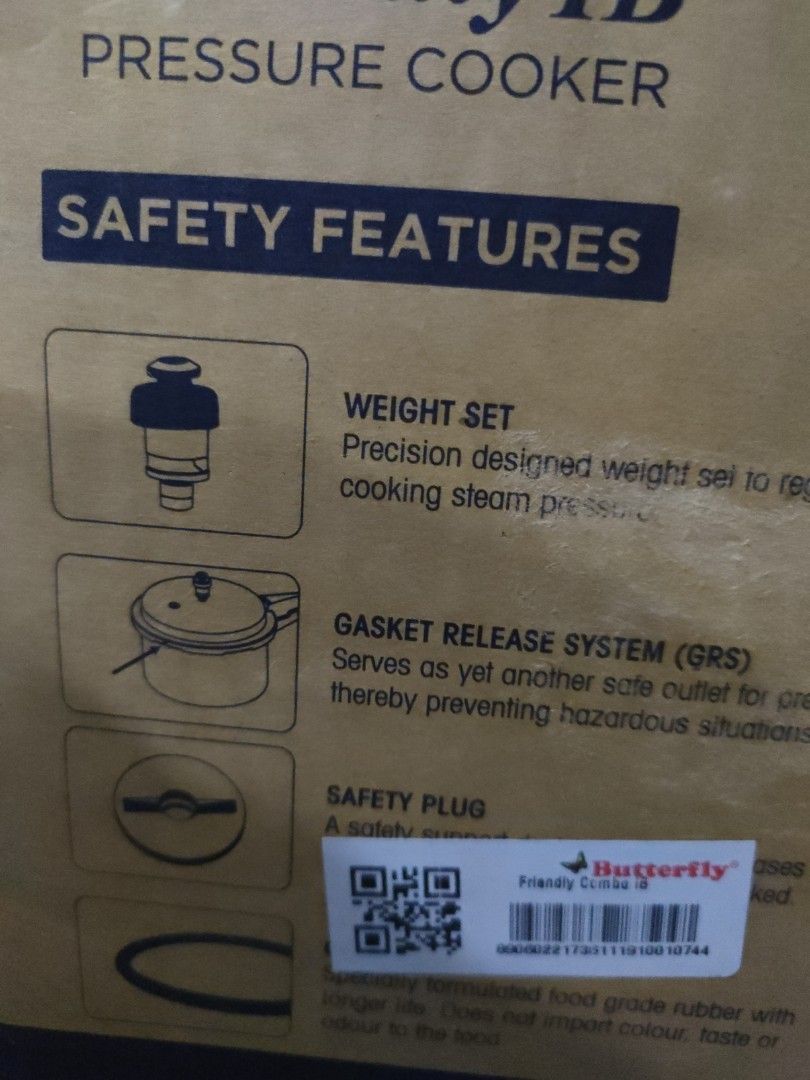 PRESSURE COOKER
SAFETY FEATURES
WEIGHT SET
Precision designed weight set to
cooking steam
GASKET RELEASE SYSTEM (GRS)
Serves as yet another safe outlet for
thereby preventing hazardous situations
SAFETY PLUG
A safety
Butterfly
Friendly Combo IB
Specially formulated food grade rubber with
longer life. Does not impart colour, taste or
odour to the food